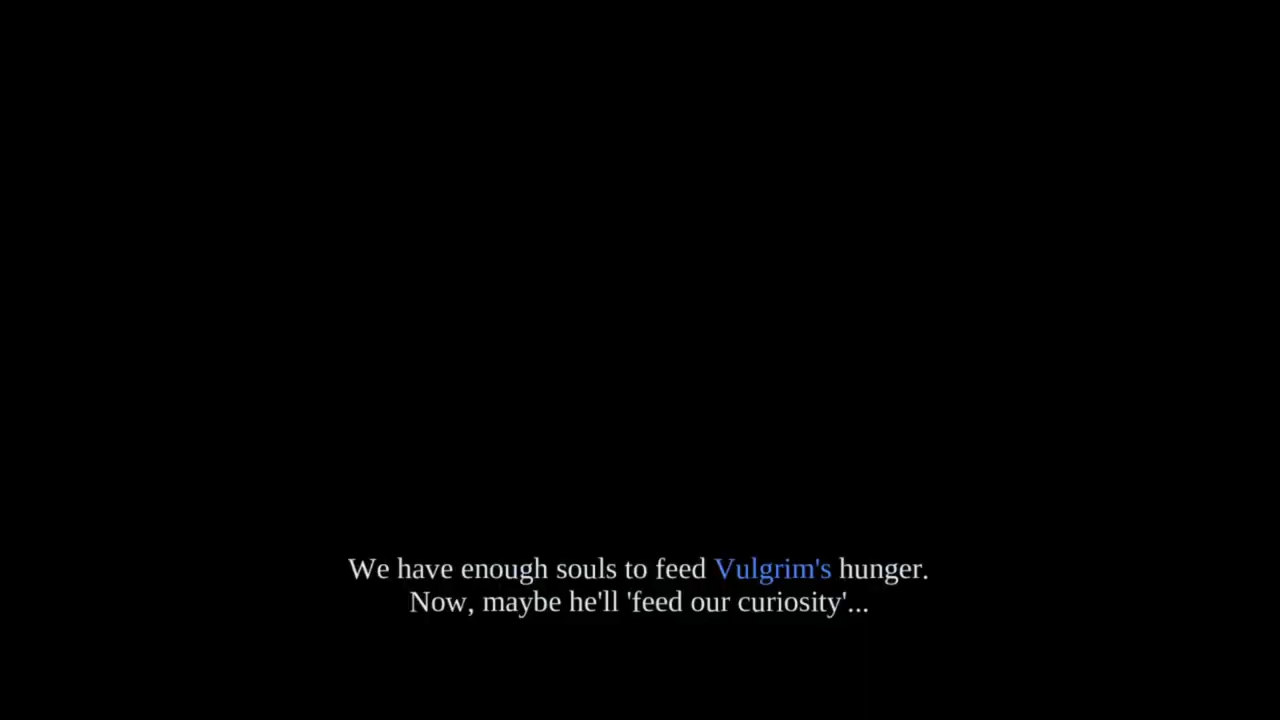 We have enough souls to feed Vulgrim's hunger.
Now, maybe he'll 'feed our curiosity'...